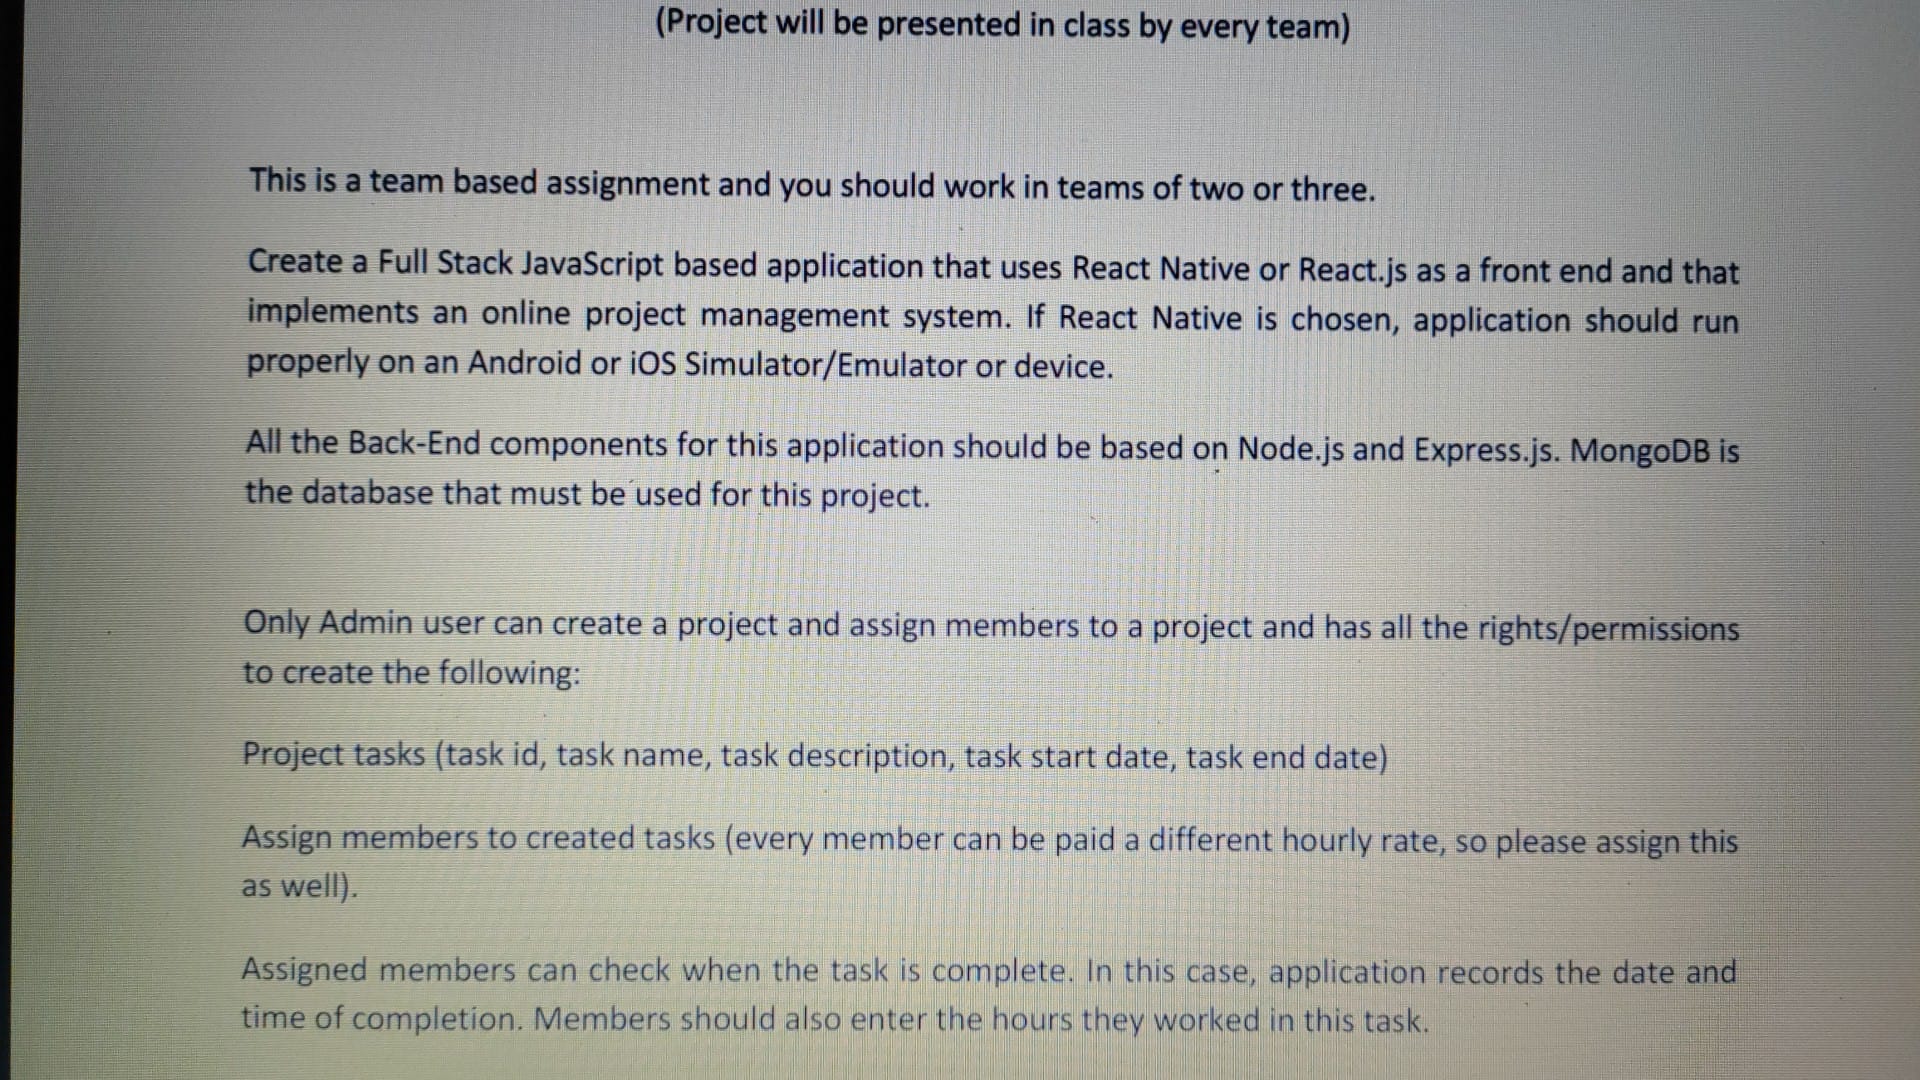 (Project will be presented in class by every team)
This is a team based assignment and you should work in teams of two or three.
Create a Full Stack JavaScript based application that uses React Native or React.js as a front end and that
implements an online project management system. If React Native is chosen, application should run
properly on an Android or iOS Simulator/Emulator or device.
All the Back-End components for this application should be based on Node.js and Express.js. MongoDB is
the database that must be used for this project.
Only Admin user can create a project and assign members to a project and has all the rights/permissions
to create the following:
Project tasks (task id, task name, task description, task start date, task end date)
Assign members to created tasks (every member can be paid a different hourly rate, so please assign this
as well).
Assigned members can check when the task is complete. In this case, application records the date and
time of completion. Members should also enter the hours they worked in this task.